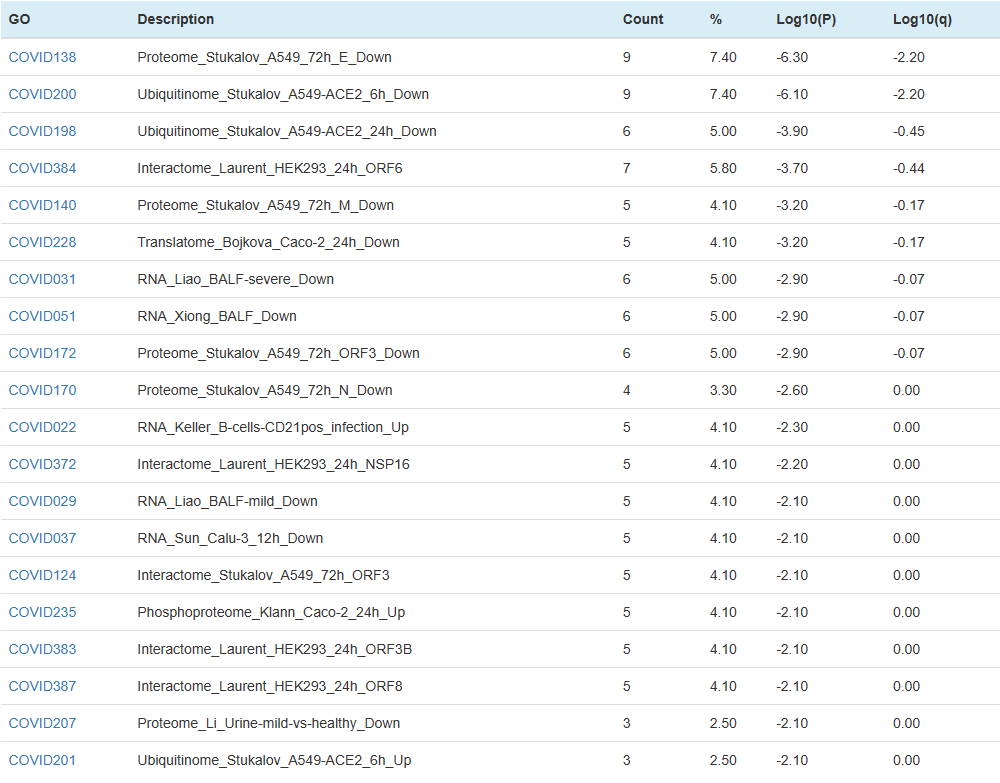 GO Description Count % Log10(P) Log10(q)
COVID138 Proteome_Stukalov_A549_72h_E_Down 9 7.40 -6.30 -2.20
COVID200 Ubiquitinome_Stukalov_A549-ACE2_6h_Down 9 7.40 -6.10 -2.20
COVID198 Ubiquitinome_Stukalov_A549-ACE2_24h_Down 6 5.00 -3.90 -0.45
COVID384 Interactome_Laurent_HEK293_24h_ORF6 7 5.80 -3.70 -0.44
COVID140 Proteome_Stukalov_A549_72h_M_Down 5 4.10 -3.20 -0.17
COVID228 Translatome_Bojkova_Caco-2_24h_Down 5 4.10 -3.20 -0.17
COVID031 RNA_Liao_BALF-severe_Down 6 5.00 -2.90 -0.07
COVID051 RNA_Xiong_BALF_Down 6 5.00 -2.90 -0.07
COVID172 Proteome_Stukalov_A549_72h_ORF3_Down 6 5.00 -2.90 -0.07
COVID170 Proteome_Stukalov_A549_72h_N_Down 4 3.30 -2.60 0.00
COVID022 RNA_Keller_B-cells-CD21pos_infection_Up 5 4.10 -2.30 0.00
COVID372 Interactome_Laurent_HEK293_24h_NSP16 5 4.10 -2.20 0.00
COVID029 RNA_Liao_BALF-mild_Down 5 4.10 -2.10 0.00
COVID037 RNA_Sun_Calu-3_12h_Down 5 4.10 -2.10 0.00
COVID124 Interactome_Stukalov_A549_72h_ORF3 5 4.10 -2.10 0.00
COVID235 Phosphoproteome_Klann_Caco-2_24h_Up 5 4.10 -2.10 0.00
COVID383 Interactome_Laurent_HEK293_24h_ORF3B 5 4.10 -2.10 0.00
COVID387 Interactome_Laurent_HEK293_24h_ORF8 5 4.10 -2.10 0.00
COVID207 Proteome_Li_Urine-mild-vs-healthy_Down 3 2.50 -2.10 0.00
COVID201 Ubiquitinome_Stukalov_A549-ACE2_6h_Up 3 2.50 -2.10 0.00